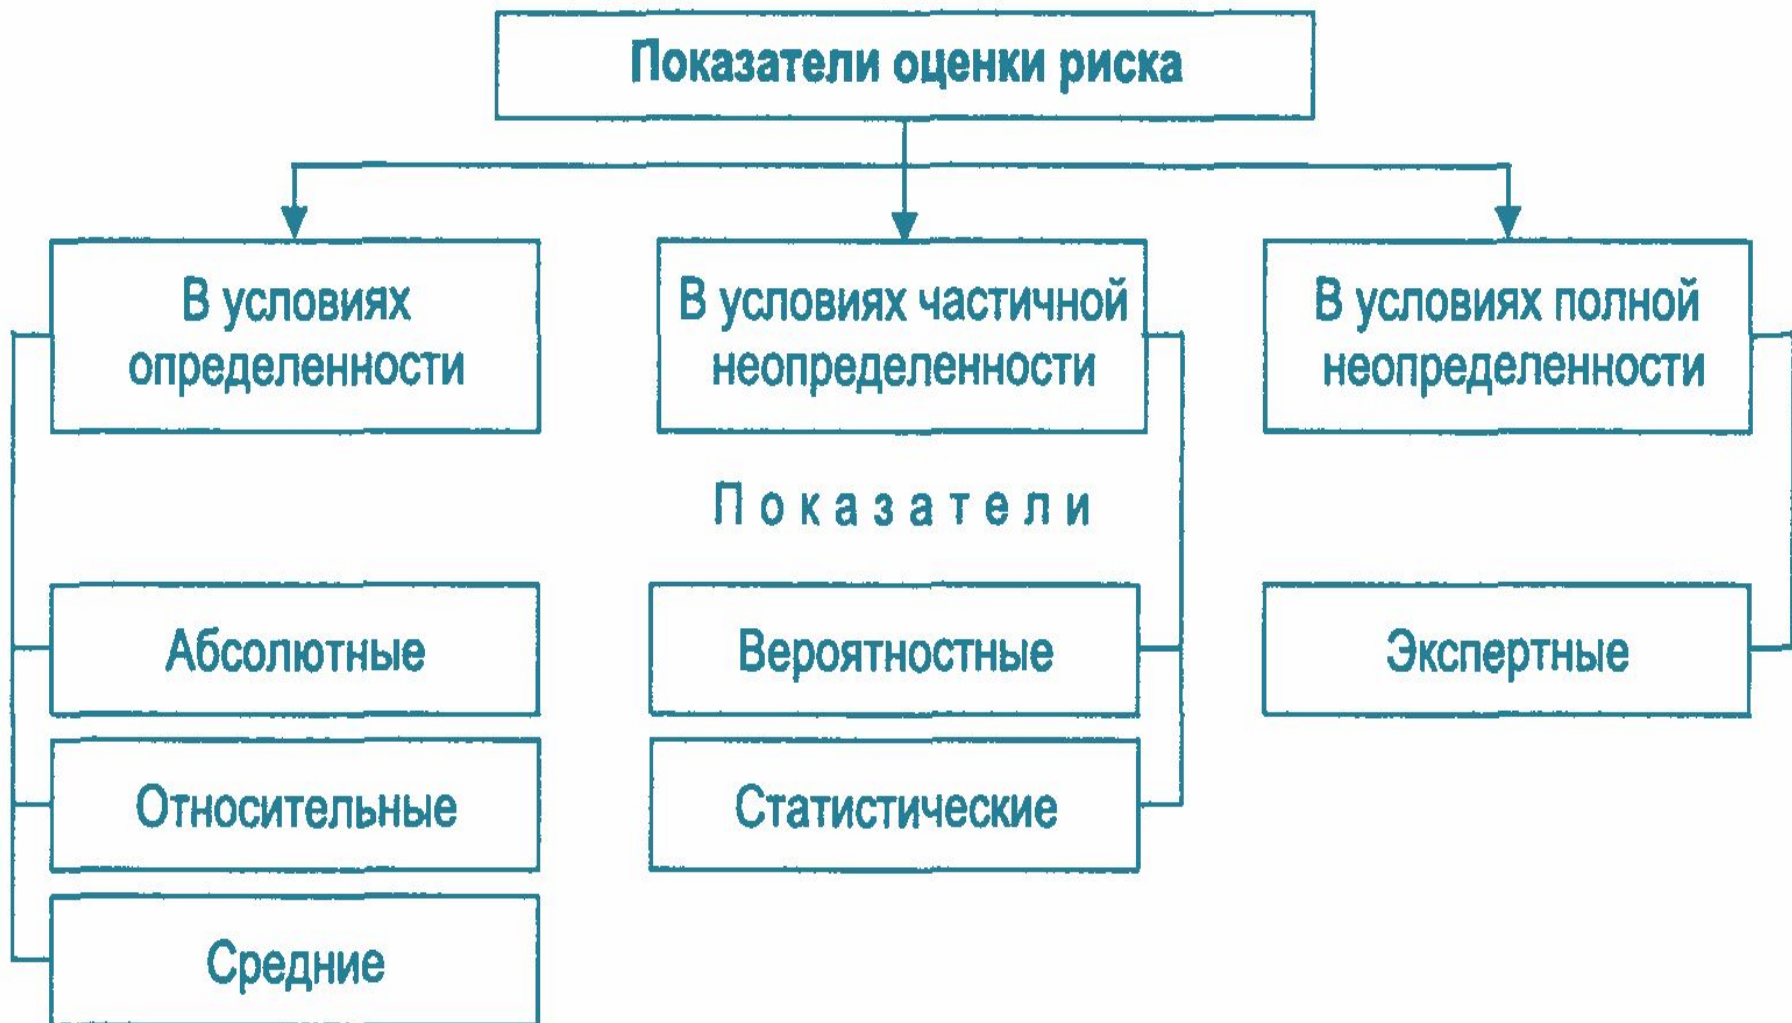 Показатели оценки риска
В условиях
определенности
В условиях частичной
неопределенности
В условиях полной
неопределенности
Показатели
Абсолютные
Вероятностные
Экспертные
Относительные
Статистические
Средние